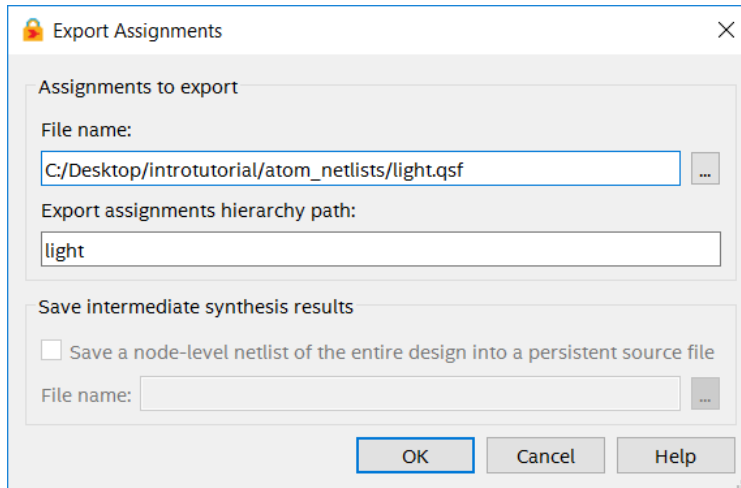 Export Assignments
Assignments to export
File name:
C:/Desktop/introtutorial/atom_netlists/light.qsf
...
Export assignments hierarchy path:
light
Save intermediate synthesis results
Save a node-level netlist of the entire design into a persistent source file
File name:
...
OK Cancel Help